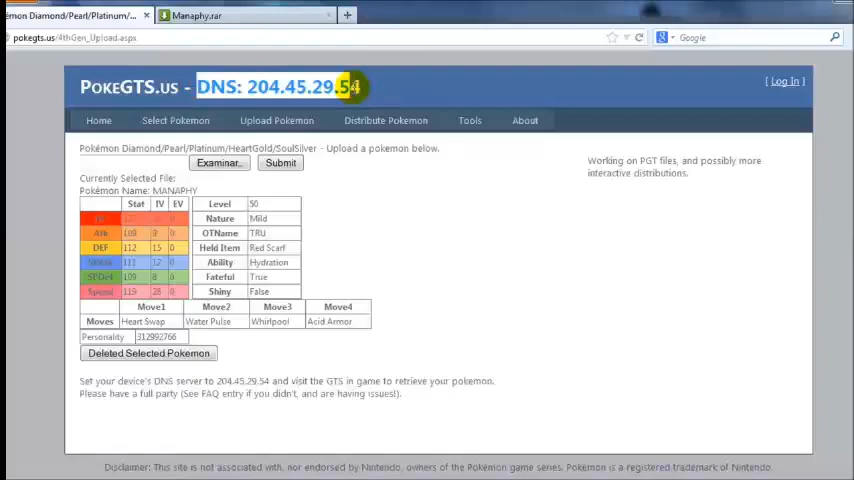 émon Diamond/Pearl/Platinum/... ×
Manaphy.rar ×
pokegts.us/4thGen_Upload.aspx
Google
POKEGTS.US - DNS: 204.45.29.54
[ Log In ]
Home Select Pokemon Upload Pokemon Distribute Pokemon Tools About
Pokémon Diamond/Pearl/Platinum/HeartGold/SoulSilver - Upload a pokemon below.
Examinar... Submit
Working on PGT files, and possibly more
interactive distributions.
Currently Selected File:
Pokémon Name: MANAPHY
Stat IV EV
Atk 109 9 0
DEF 112 15 0
111 12 0
SPDef 109 8 0
Speed 119 28 0
Level 50
Nature Mild
OTName TRU
Held Item Red Scarf
Ability Hydration
Fateful True
Shiny False
Move1 Move2 Move3 Move4
Moves Heart Swap Water Pulse Whirlpool Acid Armor
Personality 312992766
Deleted Selected Pokemon
Set your device's DNS server to 204.45.29.54 and visit the GTS in game to retrieve your pokemon.
Please have a full party (See FAQ entry if you didn't, and are having issues!).
Disclaimer: This site is not associated with, nor endorsed by Nintendo, owners of the Pokémon game series. Pokémon is a registered trademark of Nintendo.